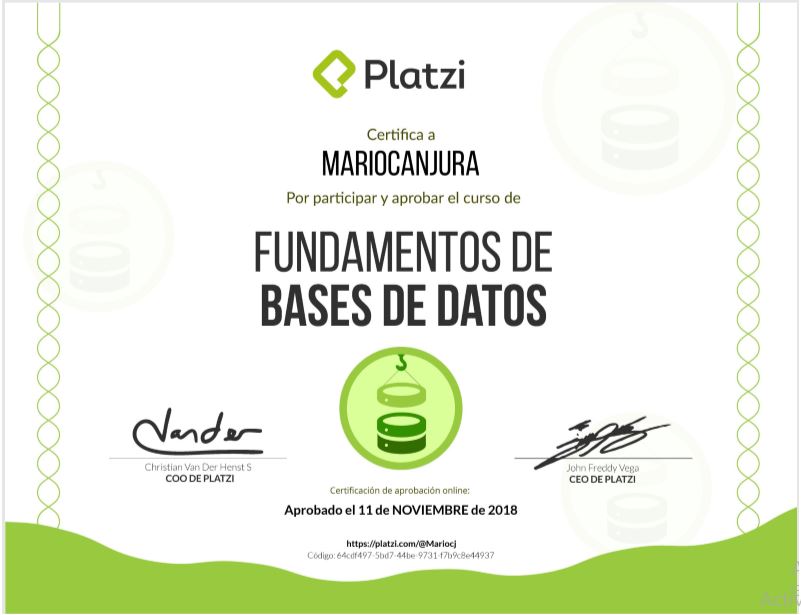 Platzi
Certifica a
MARIOCANJURA
Por participar y aprobar el curso de
FUNDAMENTOS DE
BASES DE DATOS
Christian Van Der Henst S
COO DE PLATZI
John Freddy Vega
CEO DE PLATZI
Certificación de aprobación online:
Aprobado el 11 de NOVIEMBRE de 2018
https://platzi.com/@Mariocj
Código: 64cdf497-5bd7-44be-9731-f7b9c8e44937